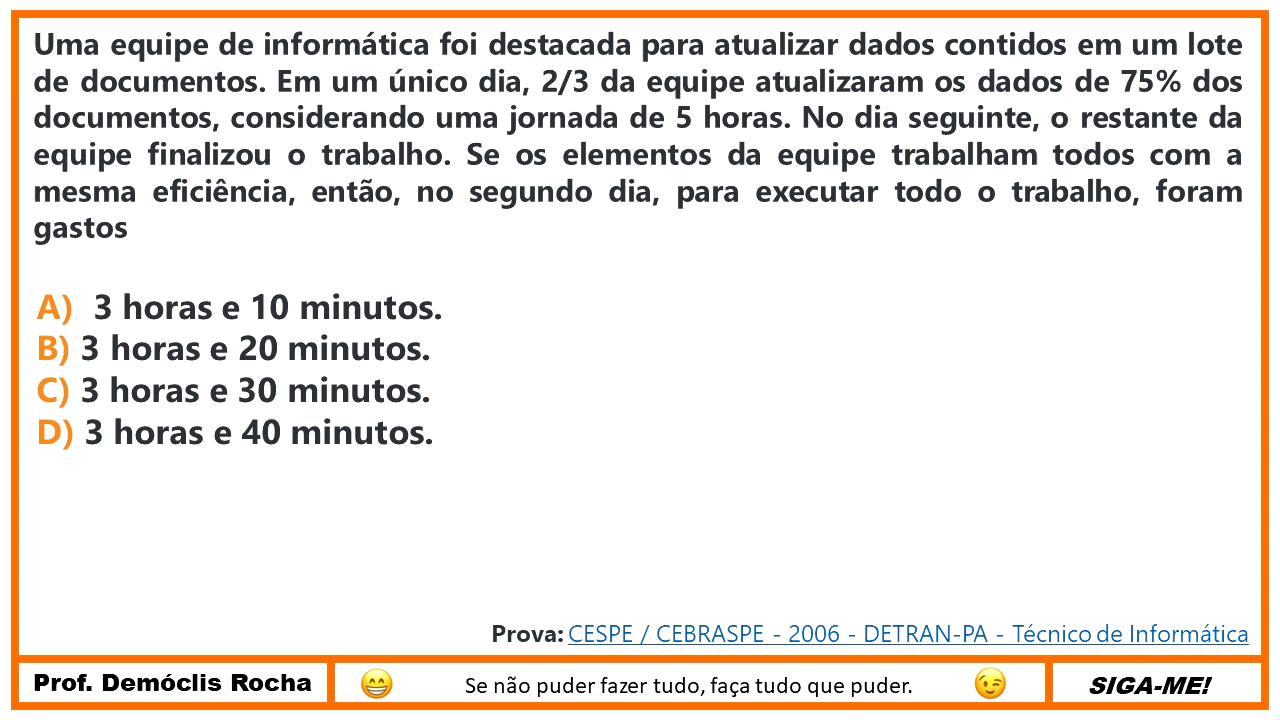 Uma equipe de informática foi destacada para atualizar dados contidos em um lote
de documentos. Em um único dia, 2/3 da equipe atualizaram os dados de 75% dos
documentos, considerando uma jornada de 5 horas. No dia seguinte, o restante da
equipe finalizou o trabalho. Se os elementos da equipe trabalham todos com a
mesma eficiência, então, no segundo dia, para executar todo o trabalho, foram
gastos
A) 3 horas e 10 minutos.
B) 3 horas e 20 minutos.
C) 3 horas e 30 minutos.
D) 3 horas e 40 minutos.
Prova: CESPE / CEBRASPE - 2006 - DETRAN-PA - Técnico de Informática
Prof. Demóclis Rocha
Se não puder fazer tudo, faça tudo que puder.
SIGA-ME!